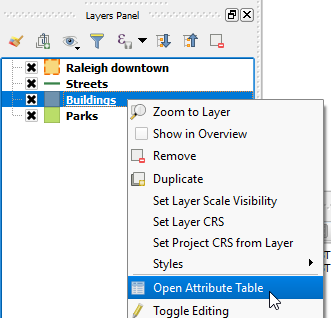 Layers Panel
Raleigh downtown
Streets
Buildings
Parks
Zoom to Layer
Show in Overview
Remove
Duplicate
Set Layer Scale Visibility
Set Layer CRS
Set Project CRS from Layer
Styles
Open Attribute Table
Toggle Editing